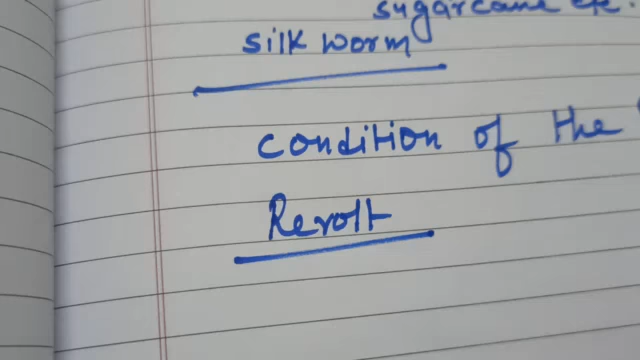 sugarcane etc.
silk worm
condition of the
Revolt